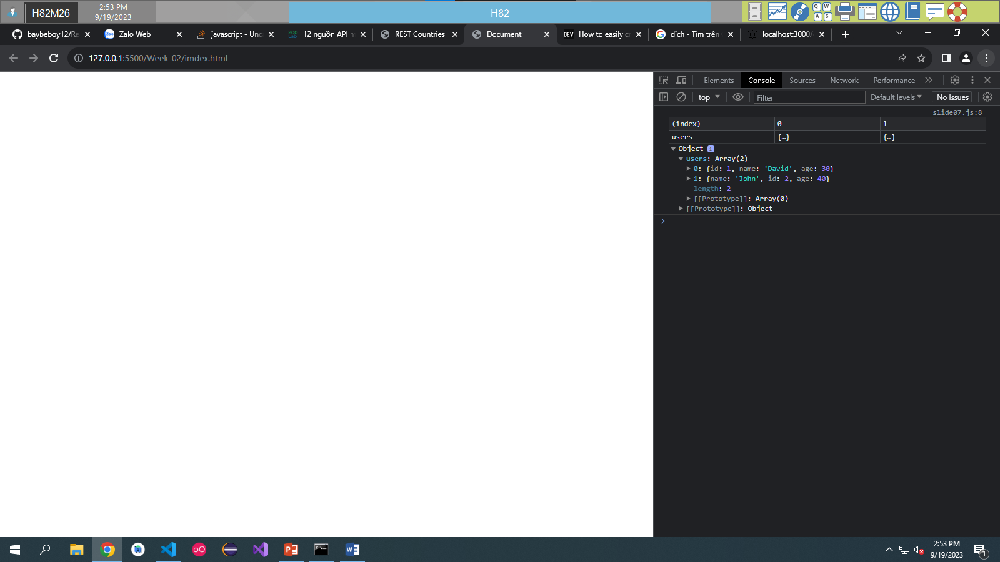 H82M26
2:53 PM
9/19/2023
H82
Q W
A S
baybeboy12/Re
Zalo Web
javascript - Unc
12 nguồn API m
REST Countries
Document
DEV How to easily cr
dich - Tìm trên
localhost:3000/
127.0.0.1:5500/Week_02/imdex.html
Elements Console Sources Network Performance
top Filter Default levels No Issues
slide07.js:8
(index) 0 1
users {…} {…}
Object i
users: Array(2)
0: {id: 1, name: 'David', age: 30}
1: {name: 'John', id: 2, age: 40}
length: 2
[[Prototype]]: Array(0)
[[Prototype]]: Object
2:53 PM
9/19/2023
1